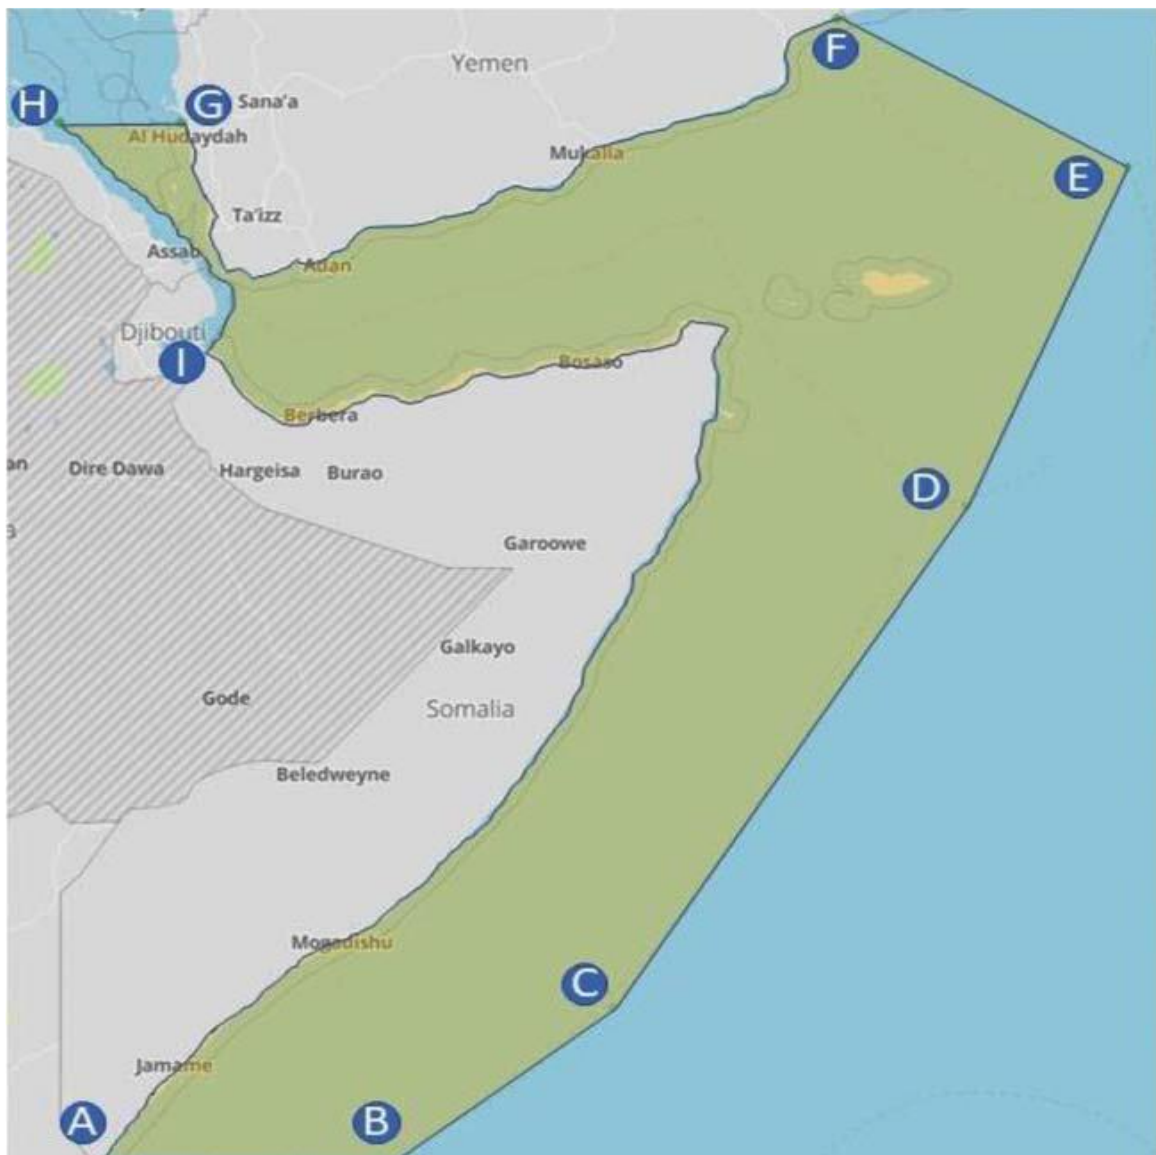 F
Yemen
H
G
Sana'a
Al Hudaydah
Mukalla
E
Ta'izz
Assab
Adan
Djibouti
I
Bosaso
Berbera
an
Dire Dawa
Hargeisa
Burao
D
a
Garoowe
Galkayo
Gode
Somalia
Beledweyne
Mogadishu
C
Jamame
A
B